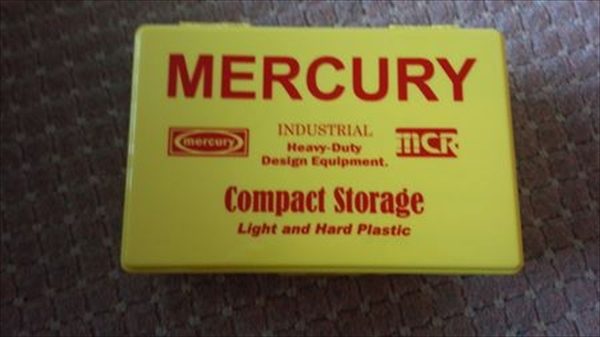 MERCURY
mercury
INDUSTRIAL
Heavy-Duty
Design Equipment.
MCR
Compact Storage
Light and Hard Plastic